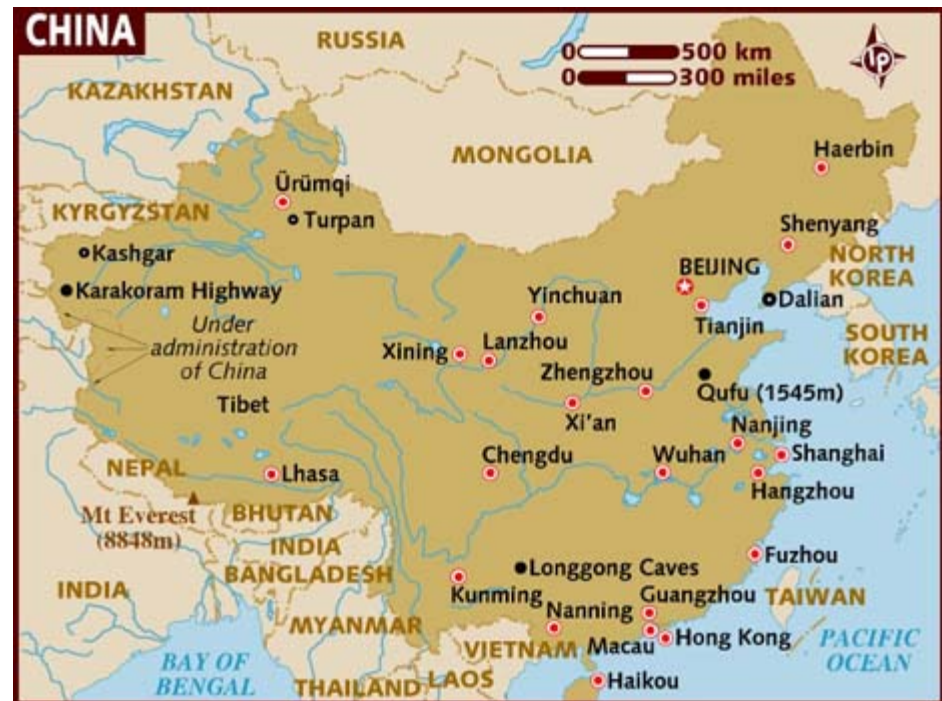 CHINA
RUSSIA
0 500 km
0 300 miles
lp
KAZAKHSTAN
MONGOLIA
Haerbin
Ürümqi
KYRGYZSTAN
Turpan
Shenyang
Kashgar
NORTH
KOREA
BEIJING
Karakoram Highway
Yinchuan
Dalian
Under
administration
of China
Tianjin
SOUTH
KOREA
Xining
Lanzhou
Zhengzhou
Qufu (1545m)
Tibet
Xi'an
Nanjing
Chengdu
Wuhan
Shanghai
NEPAL
Lhasa
Hangzhou
Mt Everest
(8848m)
BHUTAN
INDIA
Fuzhou
Longgong Caves
BANGLADESH
INDIA
Kunming
Guangzhou
TAIWAN
Nanning
MYANMAR
VIETNAM
Macau
Hong Kong
PACIFIC
OCEAN
BAY OF
BENGAL
THAILAND
LAOS
Haikou